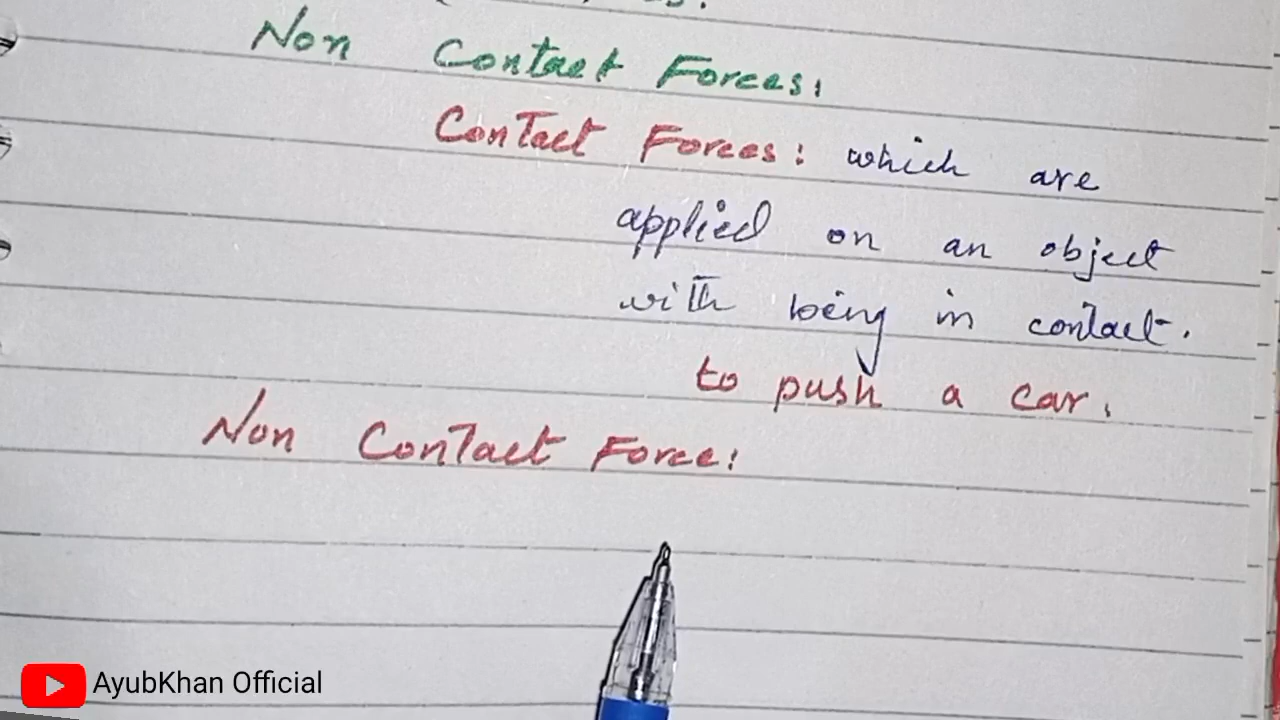 Non Contact Forces:
Contact Forces: which are
applied on an object
with being in contact.
to push a car.
Non Contact Force:
AyubKhan Official